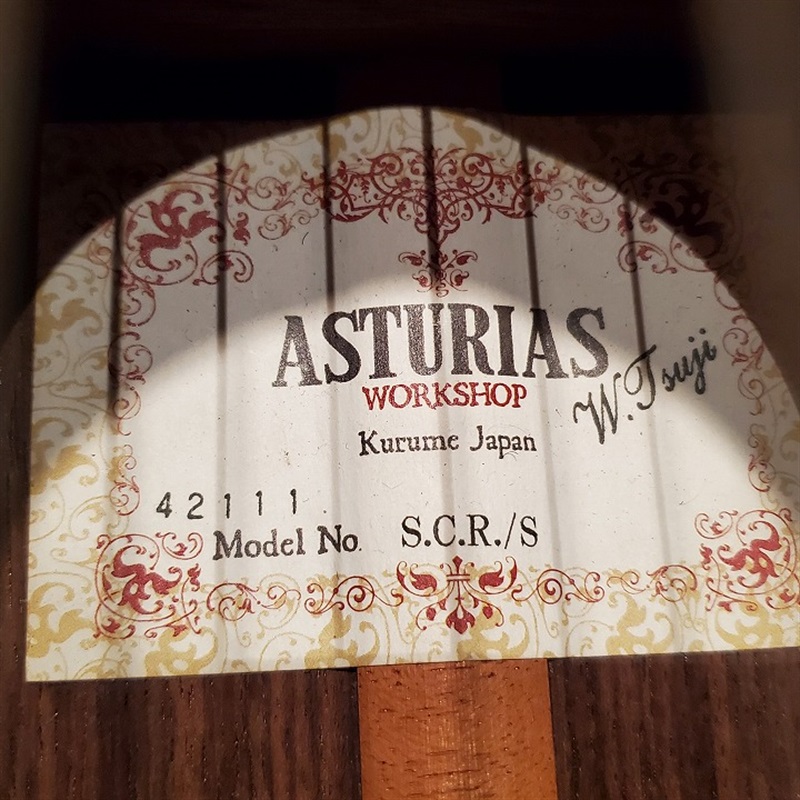 ASTURIAS
WORKSHOP
W.Tsuji
Kurume Japan
42111
Model No. S.C.R./S